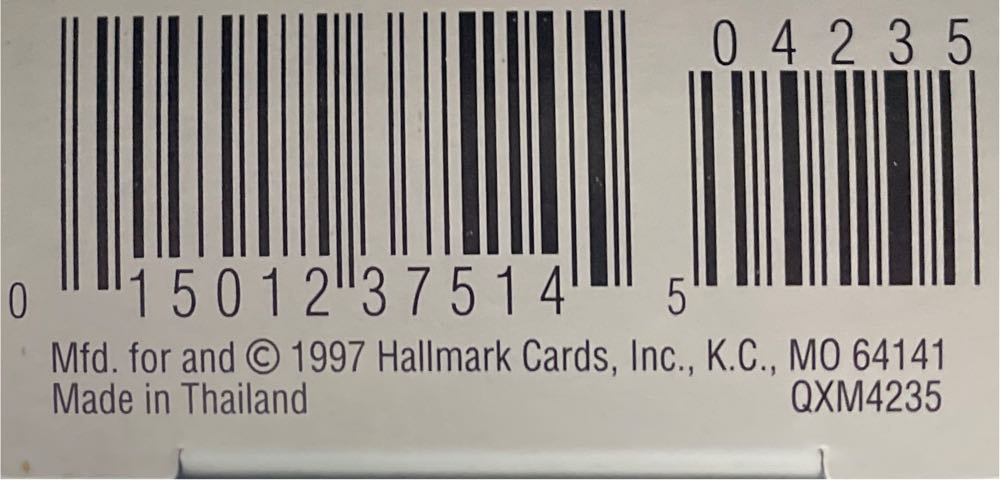 04235
0 15012 37514 5
Mfd. for and © 1997 Hallmark Cards, Inc., K.C., MO 64141
Made in Thailand QXM4235